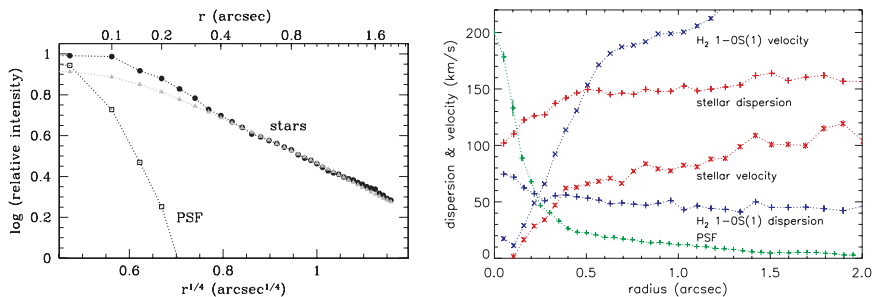 r (arcsec)
0.1 0.2 0.4 0.8 1.6
1
0.8
0.6
0.4
0.2
0
log (relative intensity)
stars
PSF
0.6 0.8 1
r1/4 (arcsec1/4)
200
150
100
50
0
dispersion & velocity (km/s)
H2 1-0S(1) velocity
stellar dispersion
stellar velocity
H2 1-0S(1) dispersion
PSF
0.0 0.5 1.0 1.5 2.0
radius (arcsec)